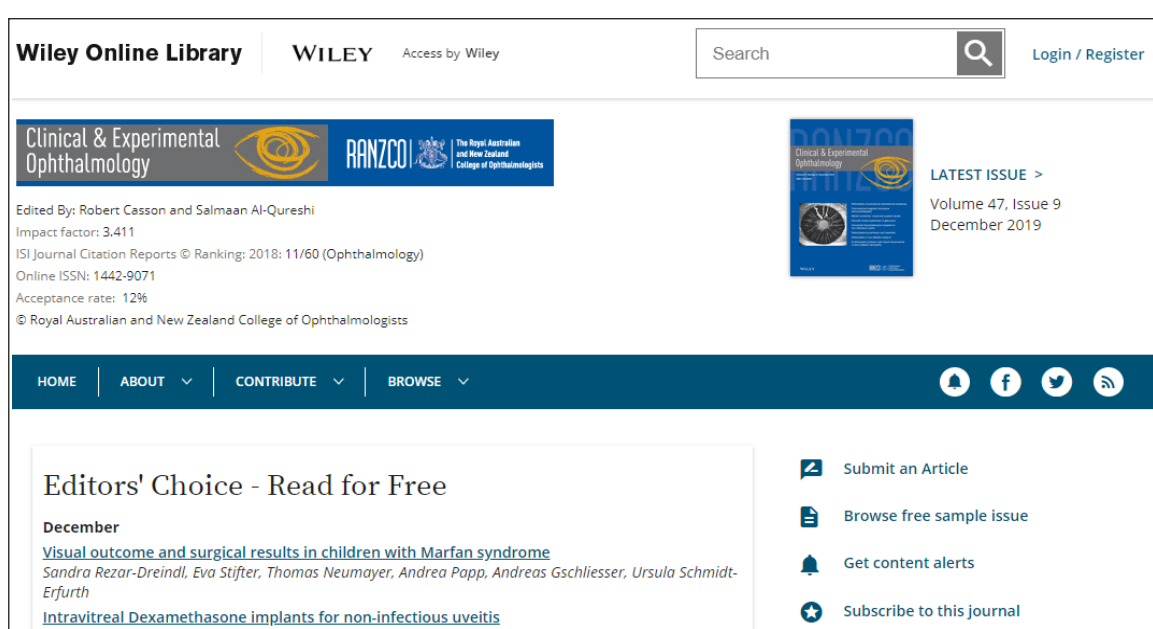 Wiley Online Library
WILEY
Access by Wiley
Search
Login / Register
Clinical & Experimental
Ophthalmology
RANZCO
The Royal Australian
and New Zealand
College of Ophthalmologists
RANZCO
Clinical & Experimental
Ophthalmology
WILEY
LATEST ISSUE >
Volume 47, Issue 9
December 2019
Edited By: Robert Casson and Salmaan Al-Qureshi
Impact factor: 3.411
ISI Journal Citation Reports © Ranking: 2018: 11/60 (Ophthalmology)
Online ISSN: 1442-9071
Acceptance rate: 12%
© Royal Australian and New Zealand College of Ophthalmologists
HOME
ABOUT
CONTRIBUTE
BROWSE
Editors' Choice - Read for Free
December
Visual outcome and surgical results in children with Marfan syndrome
Sandra Rezar-Dreindl, Eva Stifter, Thomas Neumayer, Andrea Papp, Andreas Gschliesser, Ursula Schmidt-
Erfurth
Intravitreal Dexamethasone implants for non-infectious uveitis
Submit an Article
Browse free sample issue
Get content alerts
Subscribe to this journal